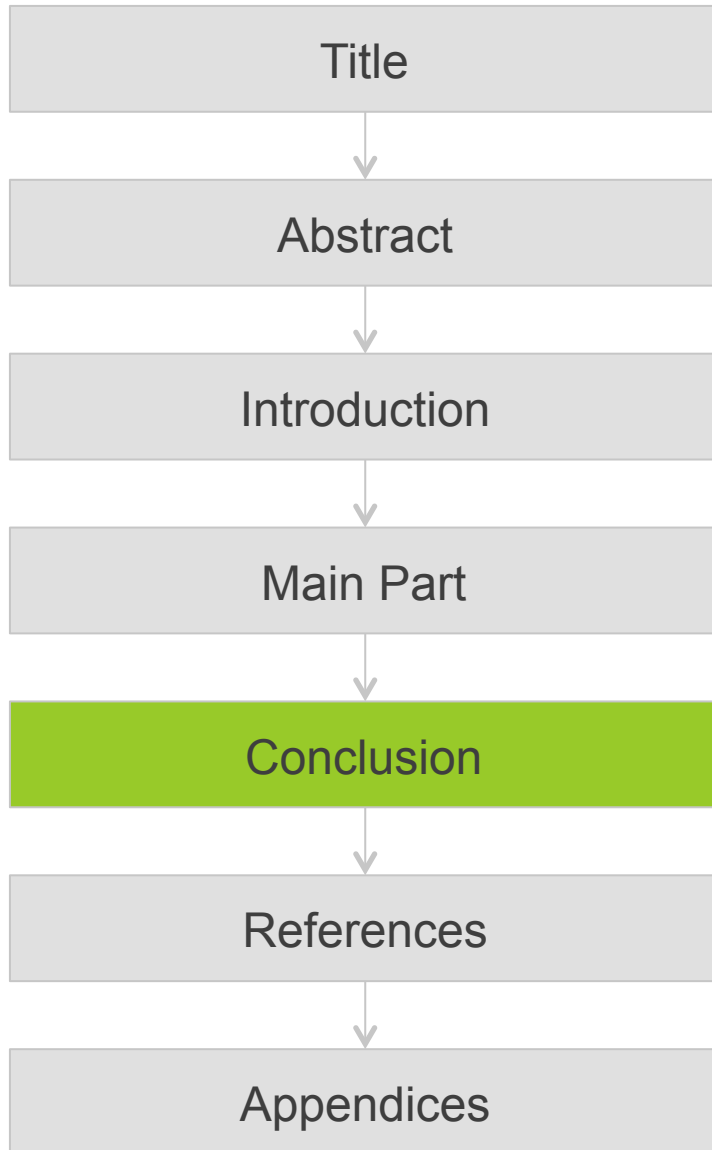 Title
Abstract
Introduction
Main Part
Conclusion
References
Appendices